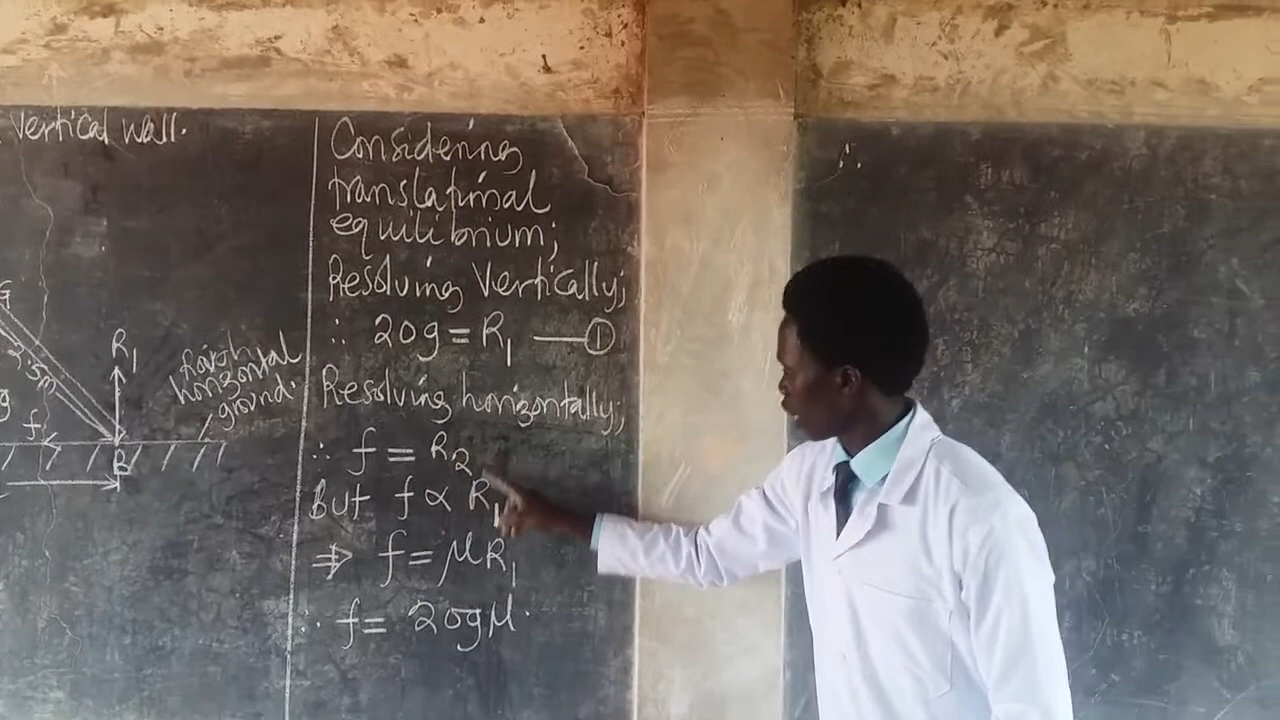 Vertical wall.
G
2.5m
g
f
R₁
B
Rough
horizontal
ground.
Considering
translational
equilibrium;
Resolving Vertically;
∴ 20g = R₁ —①
Resolving horizontally;
∴ f = R₂
But f ∝ R₁
⇒ f = μR₁
∴ f = 20gμ.